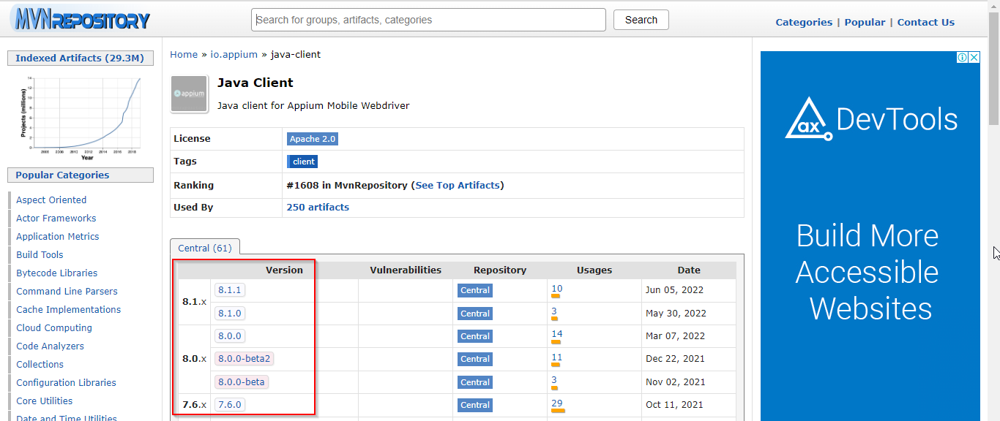 MVNREPOSITORY
Search for groups, artifacts, categories
Search
Categories | Popular | Contact Us
Indexed Artifacts (29.3M)
Projects (millions)
Year
Popular Categories
Aspect Oriented
Actor Frameworks
Application Metrics
Build Tools
Bytecode Libraries
Command Line Parsers
Cache Implementations
Cloud Computing
Code Analyzers
Collections
Configuration Libraries
Core Utilities
Date and Time Utilities
Home » io.appium » java-client
appium
Java Client
Java client for Appium Mobile Webdriver
License Apache 2.0
Tags client
Ranking #1608 in MvnRepository (See Top Artifacts)
Used By 250 artifacts
Central (61)
Version Vulnerabilities Repository Usages Date
8.1.x
8.1.1 Central 10 Jun 05, 2022
8.1.0 Central 3 May 30, 2022
8.0.x
8.0.0 Central 14 Mar 07, 2022
8.0.0-beta2 Central 11 Dec 22, 2021
8.0.0-beta Central 3 Nov 02, 2021
7.6.x 7.6.0 Central 29 Oct 11, 2021
ax DevTools
Build More
Accessible
Websites